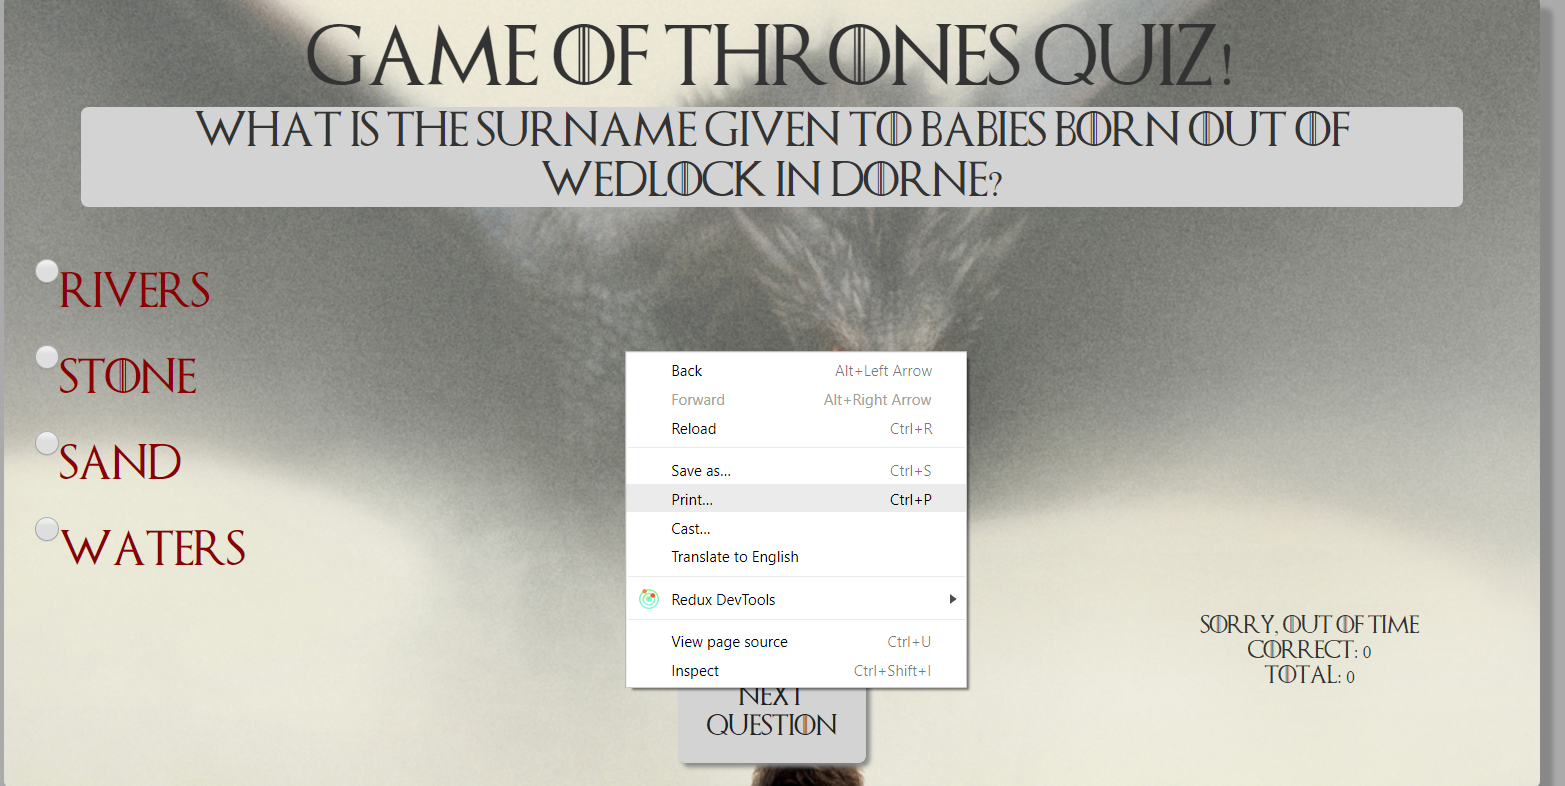 GAME OF THRONES QUIZ!
WHAT IS THE SURNAME GIVEN TO BABIES BORN OUT OF
WEDLOCK IN DORNE?
RIVERS
STONE
SAND
WATERS
Back Alt+Left Arrow
Forward Alt+Right Arrow
Reload Ctrl+R
Save as... Ctrl+S
Print... Ctrl+P
Cast...
Translate to English
Redux DevTools
View page source Ctrl+U
Inspect Ctrl+Shift+I
NEXT
QUESTION
SORRY, OUT OF TIME
CORRECT: 0
TOTAL: 0